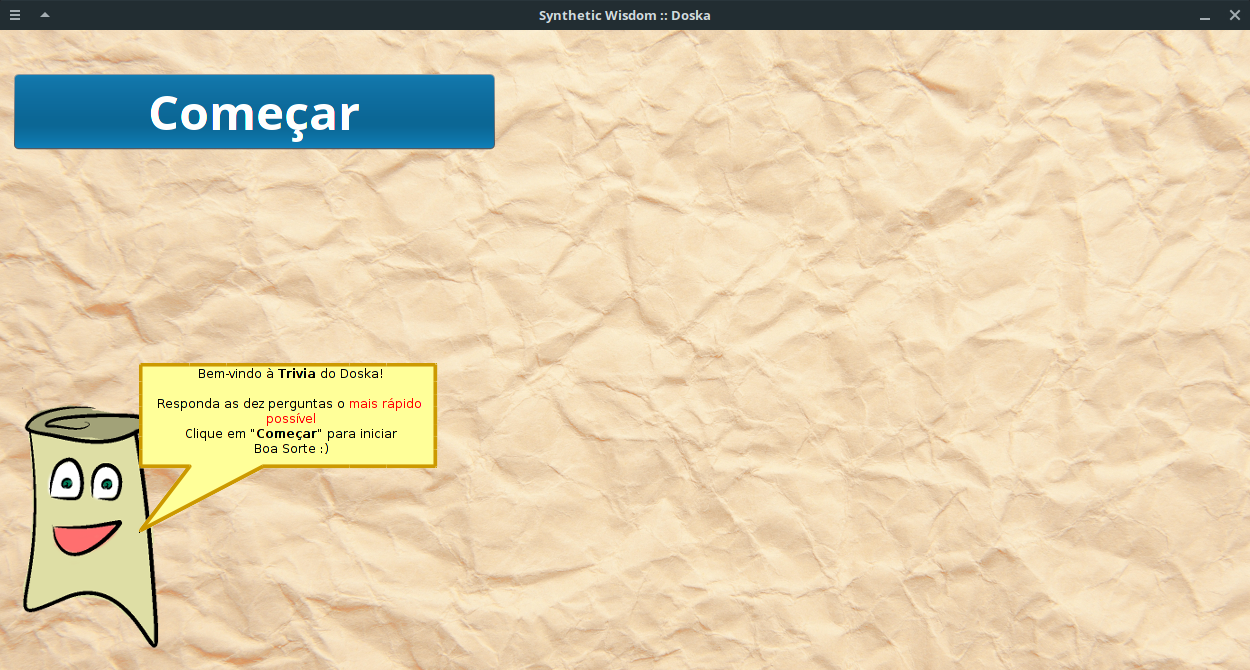 Synthetic Wisdom :: Doska
Começar
Bem-vindo à Trivia do Doska!
Responda as dez perguntas o mais rápido
possível
Clique em "Começar" para iniciar
Boa Sorte :)